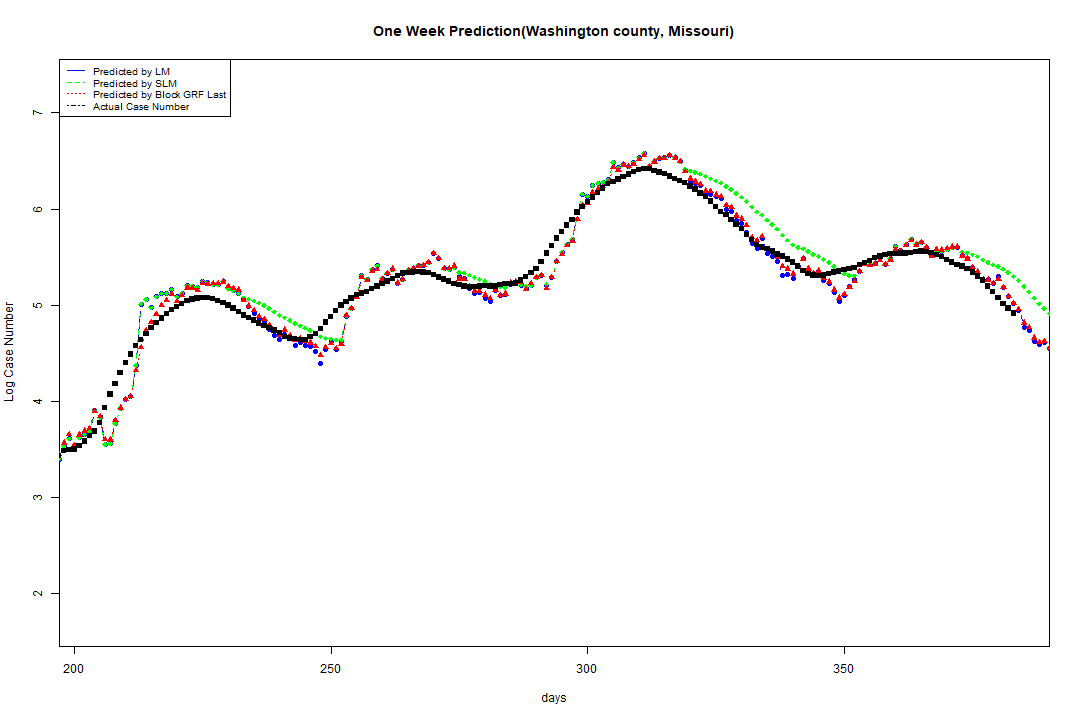 One Week Prediction(Washington county, Missouri)
Predicted by LM
Predicted by SLM
Predicted by Block GRF Last
Actual Case Number
7
6
5
4
3
2
Log Case Number
200 250 300 350
days